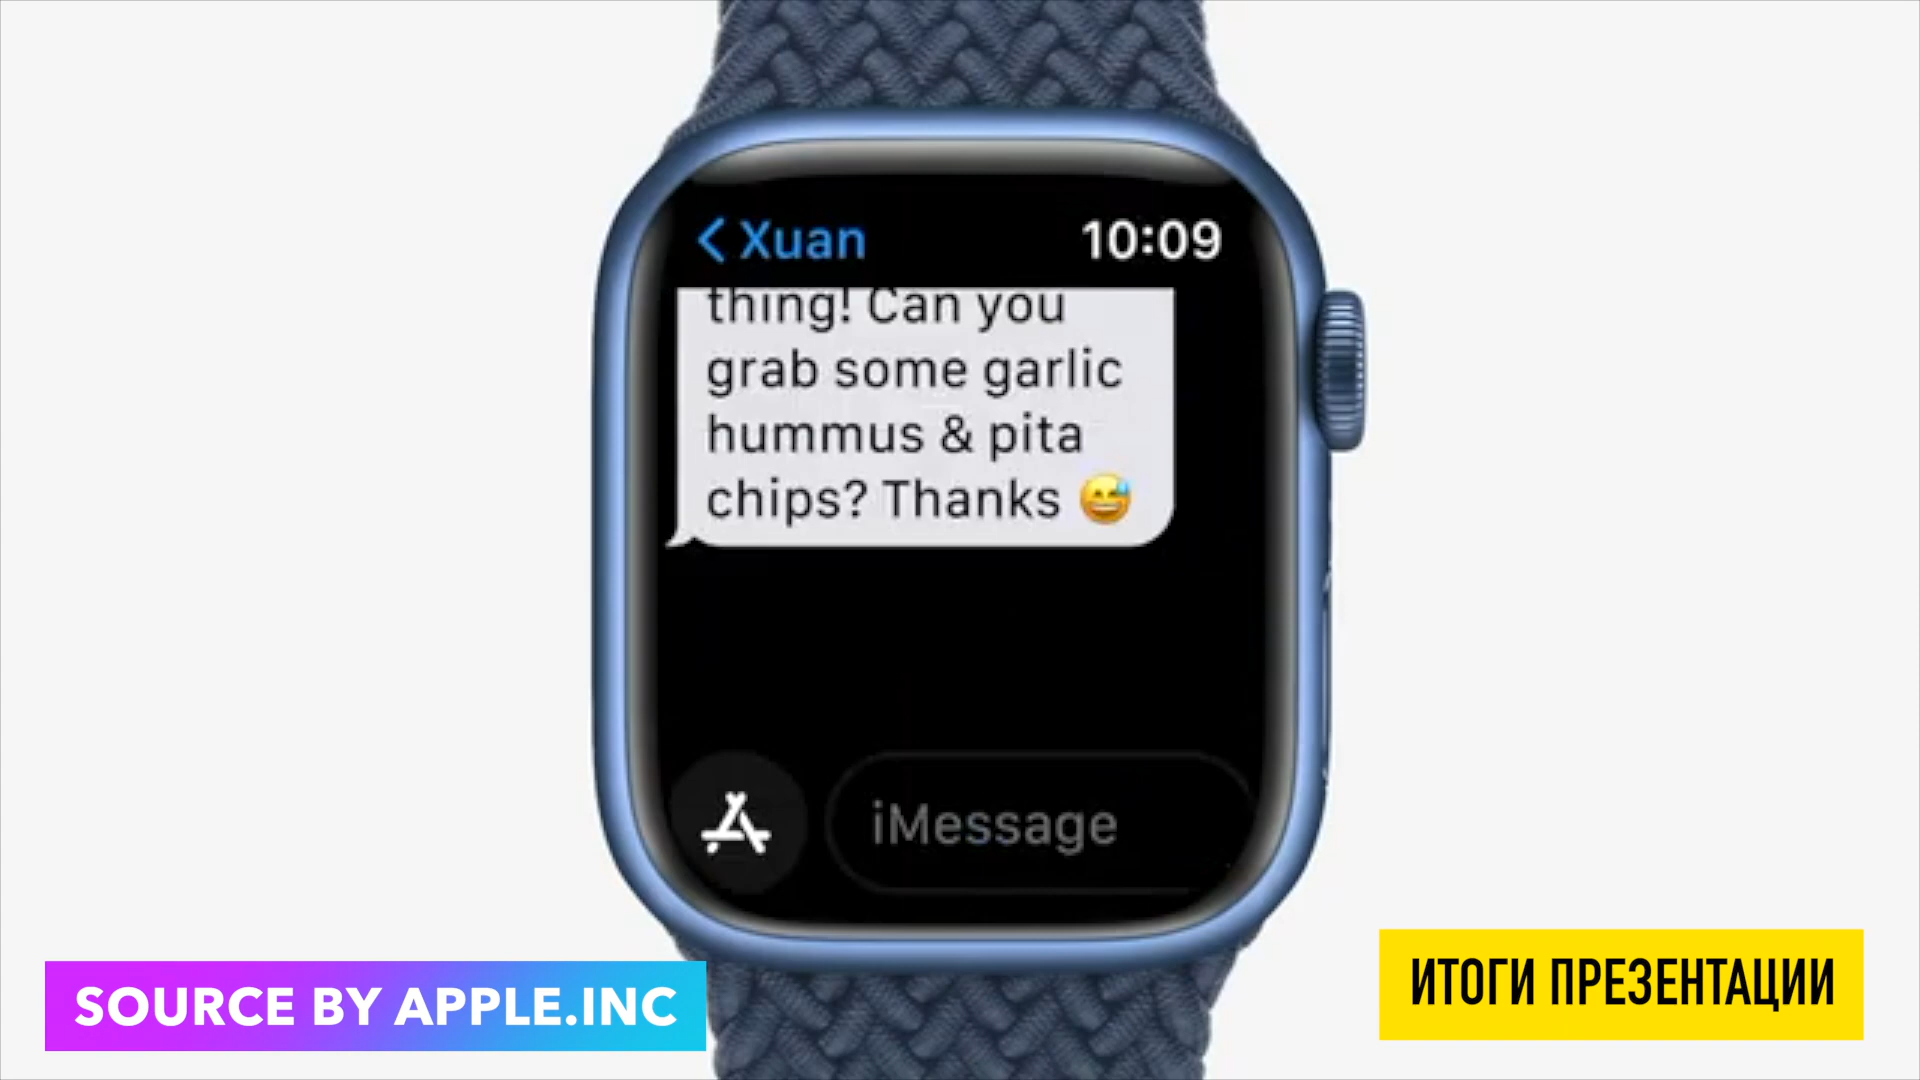 Xuan
10:09
thing! Can you
grab some garlic
hummus & pita
chips? Thanks 😅
iMessage
SOURCE BY APPLE.INC
ИТОГИ ПРЕЗЕНТАЦИИ